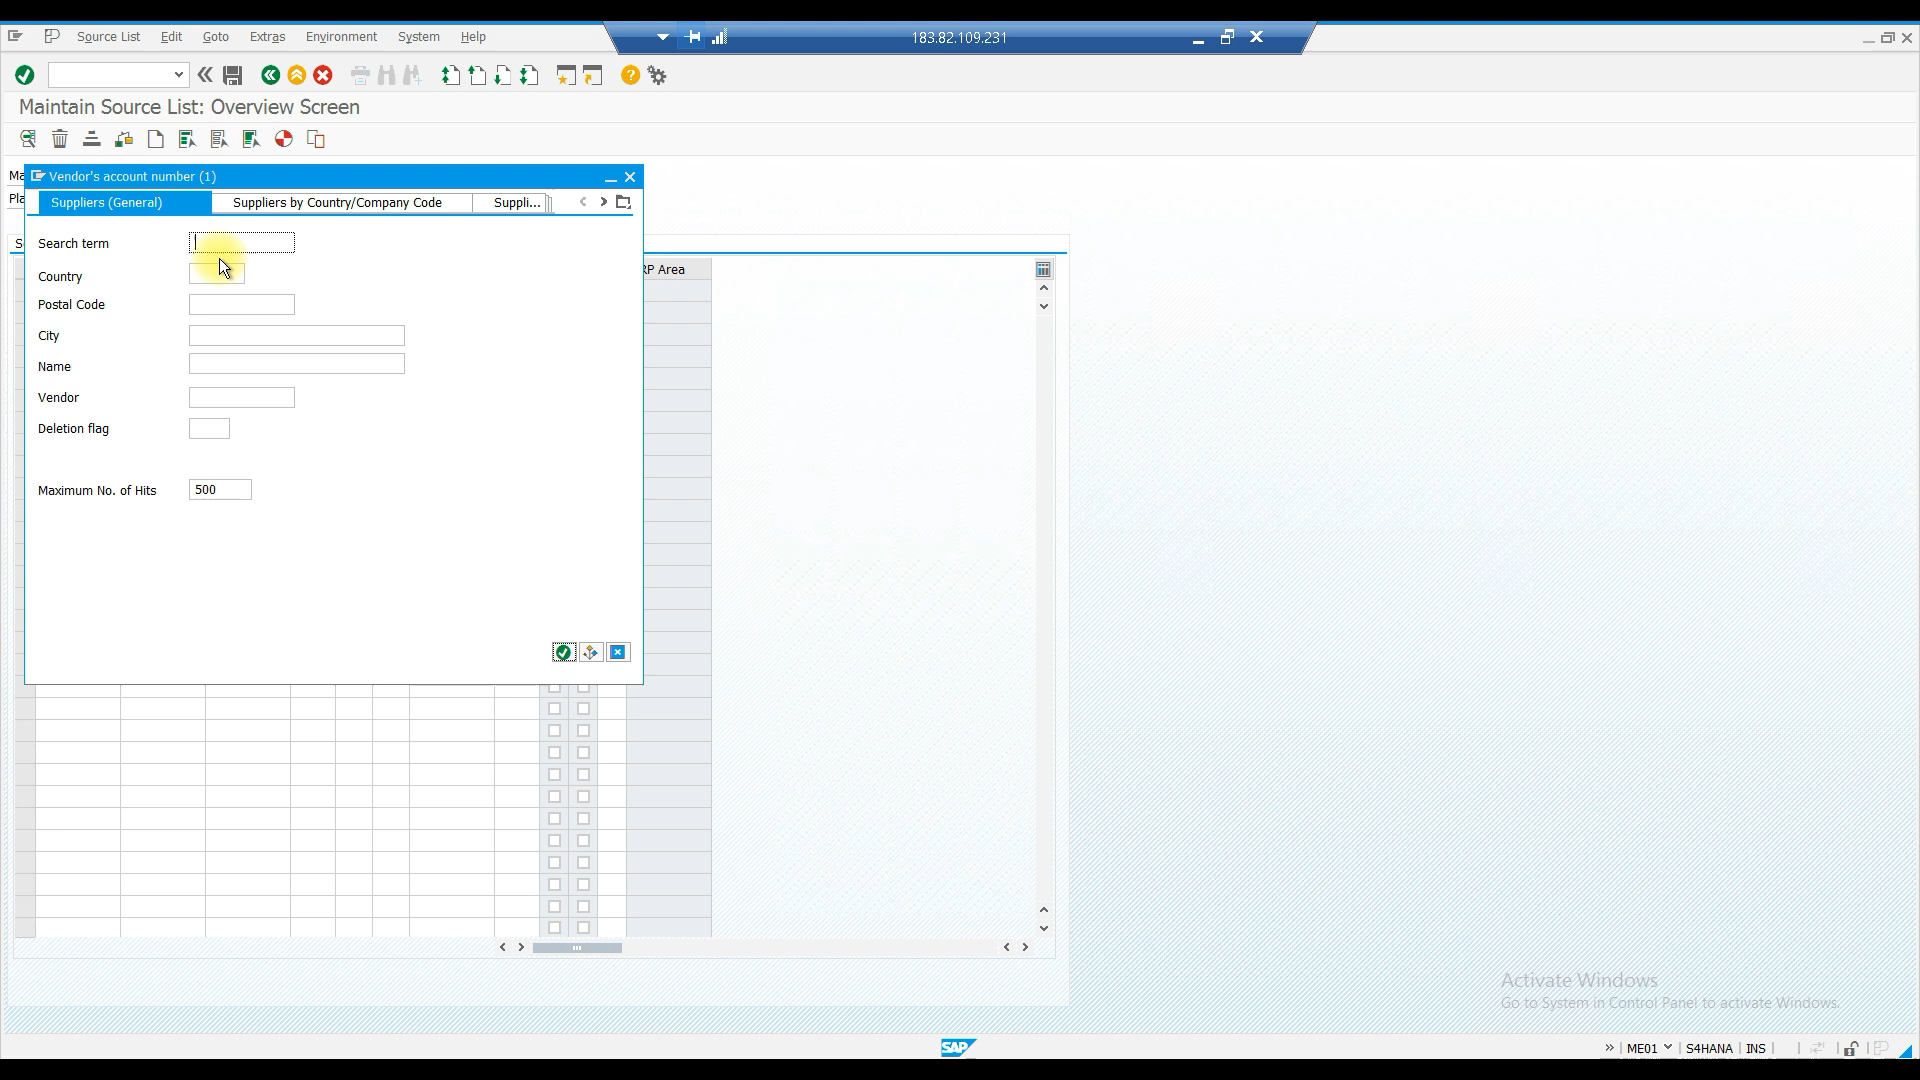 183.82.109.231
Source List Edit Goto Extras Environment System Help
Maintain Source List: Overview Screen
Ma
Vendor's account number (1)
Pla
Suppliers (General) Suppliers by Country/Company Code Suppli...
S
Search term
RP Area
Country
Postal Code
City
Name
Vendor
Deletion flag
Maximum No. of Hits 500
Activate Windows
Go to System in Control Panel to activate Windows.
SAP
» ME01 S4HANA INS